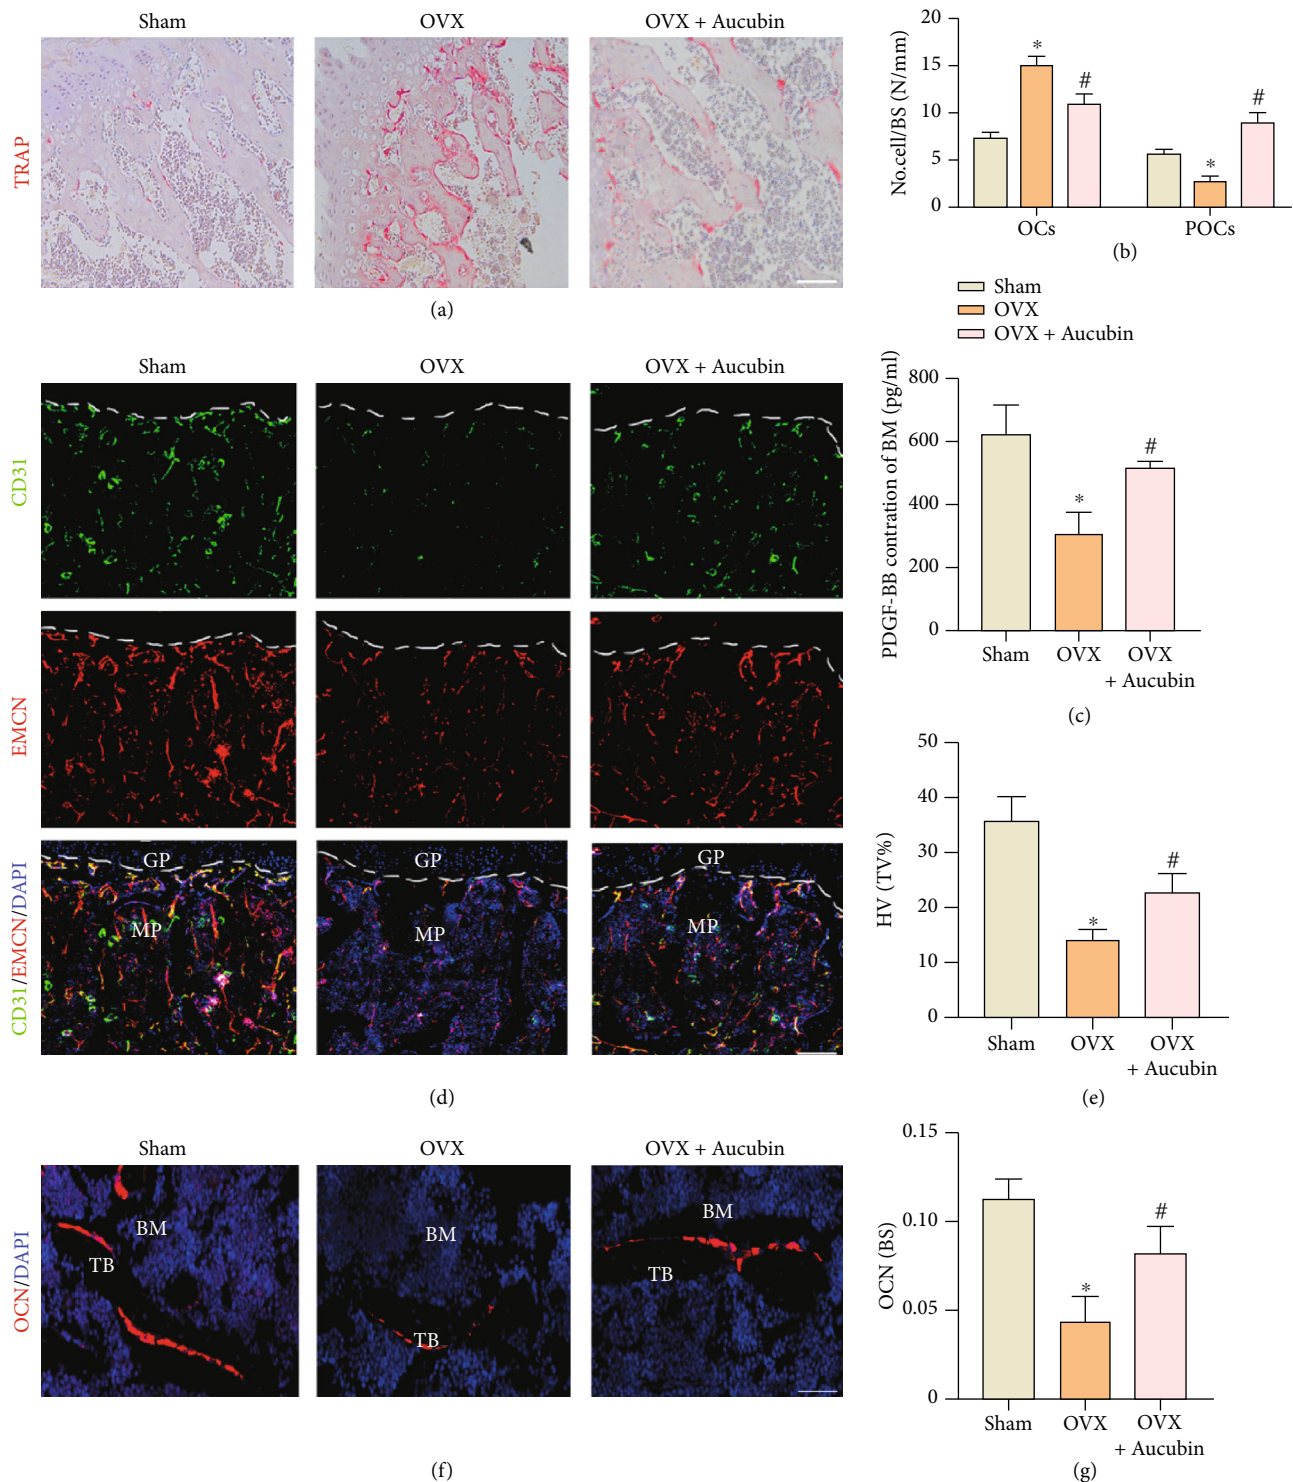 Sham OVX OVX + Aucubin
TRAP
(a)
No.cell/BS (N/mm)
20
15
10
5
0
* # * #
OCs POCs
(b)
Sham
OVX
OVX + Aucubin
PDGF-BB contration of BM (pg/ml)
800
600
400
200
0
* #
Sham OVX OVX
+ Aucubin
(c)
Sham OVX OVX + Aucubin
CD31
EMCN
CD31/EMCN/DAPI
GP GP GP
MP MP MP
(d)
HV (TV%)
50
40
30
20
10
0
* #
Sham OVX OVX
+ Aucubin
(e)
Sham OVX OVX + Aucubin
OCN/DAPI
BM BM BM
TB TB TB
(f)
OCN (BS)
0.15
0.10
0.05
0
* #
Sham OVX OVX
+ Aucubin
(g)